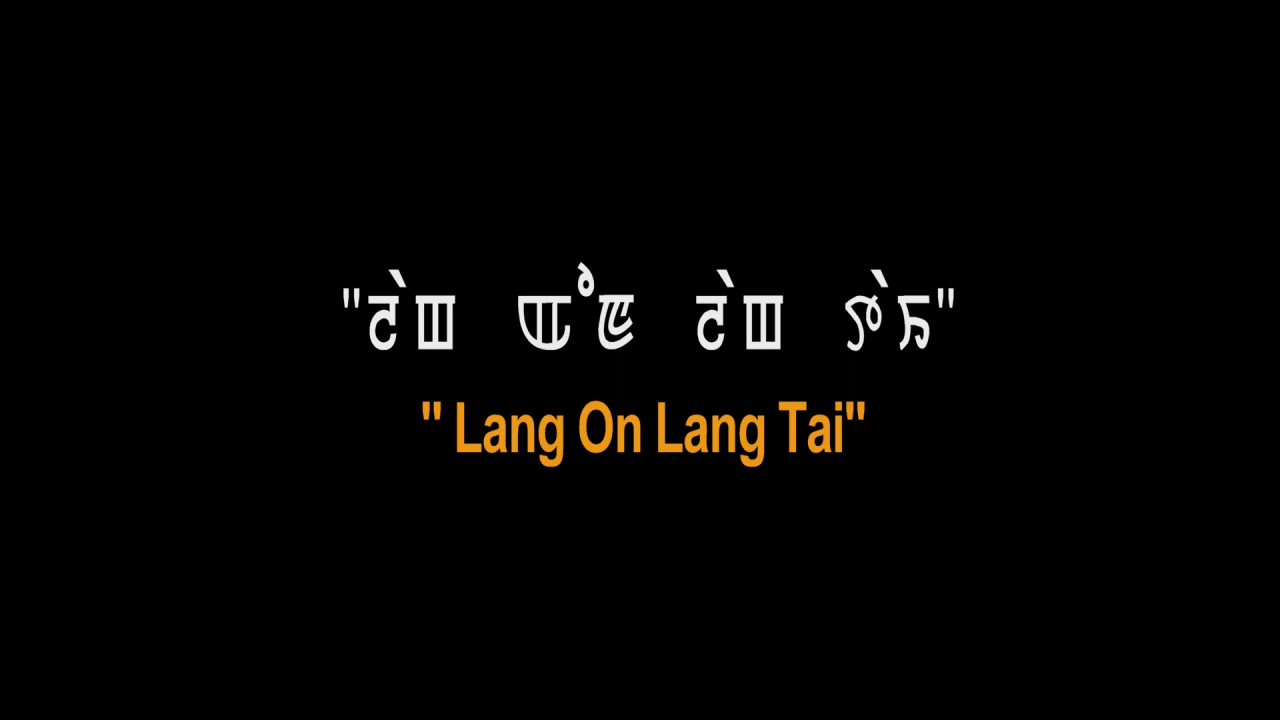 "ꯂꯥꯉ ꯑꯣꯅ ꯂꯥꯉ ꯇꯥꯏ"
" Lang On Lang Tai"